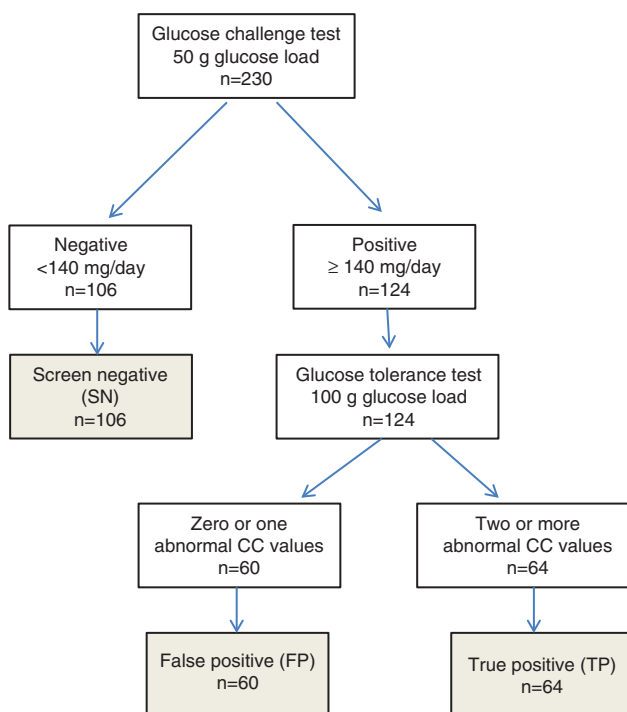 Glucose challenge test
50 g glucose load
n=230
Negative
<140 mg/day
n=106
Positive
≥ 140 mg/day
n=124
Screen negative
(SN)
n=106
Glucose tolerance test
100 g glucose load
n=124
Zero or one
abnormal CC values
n=60
Two or more
abnormal CC values
n=64
False positive (FP)
n=60
True positive (TP)
n=64